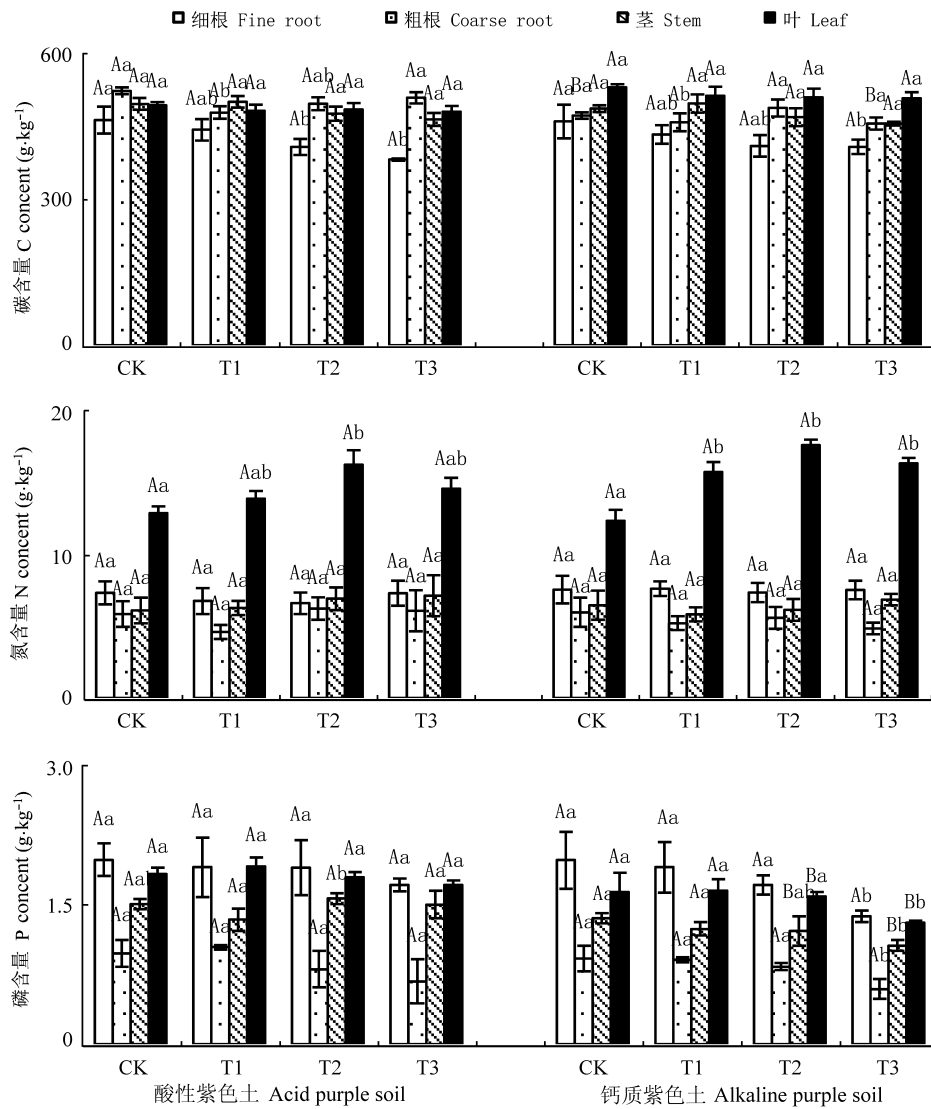 细根 Fine root 粗根 Coarse root 茎 Stem 叶 Leaf
碳含量 C concent (g·kg⁻¹)
600
300
0
Aa Aa Aa Aa Aab Ab Aa Aa Ab Aab Aa Aa Ab Aa Aa Aa
Aa Ba Aa Aa Aab Ab Aa Aa Aab Aa Aa Aa Ab Ba Aa Aa
CK T1 T2 T3 CK T1 T2 T3
氮含量 N concent (g·kg⁻¹)
20
10
0
Aa Aa Aa Aa Aa Aa Aa Aab Aa Aa Aa Ab Aa Aa Aa Aab
Aa Aa Aa Aa Aa Aa Aa Ab Aa Aa Aa Ab Aa Aa Aa Ab
CK T1 T2 T3 CK T1 T2 T3
磷含量 P concent (g·kg⁻¹)
3.0
1.5
0
Aa Aa Aa Aa Aa Aa Aa Aa Aa Aa Ab Aa Aa Aa Aa Aa
Aa Aa Aa Aa Aa Aa Aa Aa Aa Aa Bab Ba Ab Ab Bb Bb
CK T1 T2 T3 CK T1 T2 T3
酸性紫色土 Acid purple soil 钙质紫色土 Alkaline purple soil